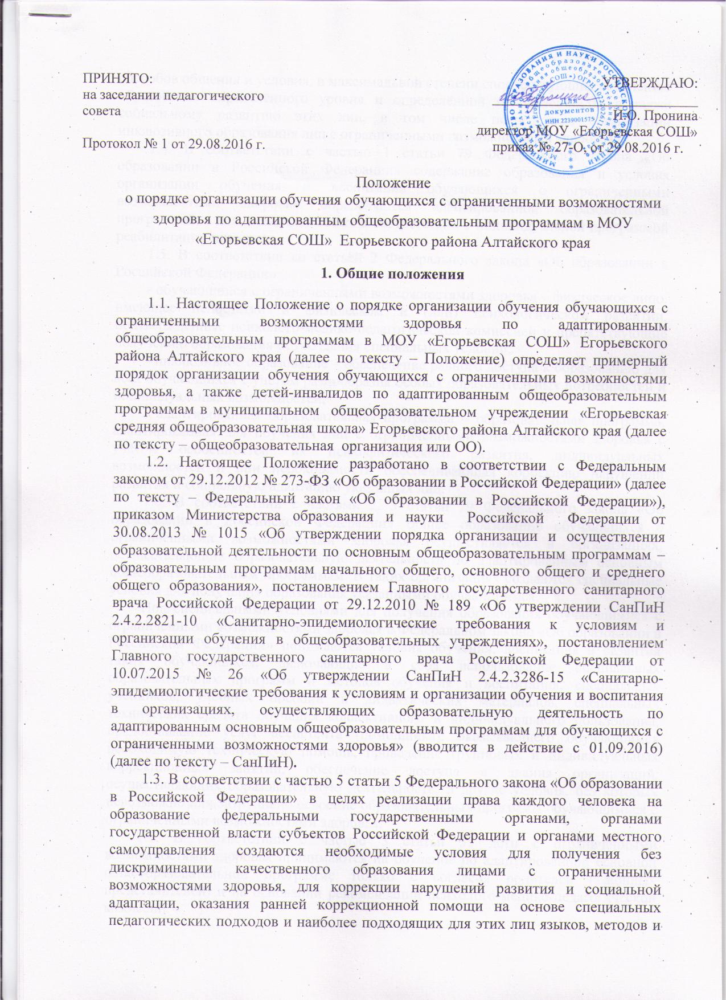 ПРИНЯТО:
на заседании педагогического
совета
Протокол № 1 от 29.08.2016 г.
УТВЕРЖДАЮ:
И.О. Пронина
директор МОУ «Егорьевская СОШ»
приказ № 27-О, от 29.08.2016 г.
Для
документов
ИНН 2239001575
Положение
о порядке организации обучения обучающихся с ограниченными возможностями
здоровья по адаптированным общеобразовательным программам в МОУ
«Егорьевская СОШ» Егорьевского района Алтайского края
1. Общие положения
1.1. Настоящее Положение о порядке организации обучения обучающихся с
ограниченными возможностями здоровья по адаптированным
общеобразовательным программам в МОУ «Егорьевская СОШ» Егорьевского
района Алтайского края (далее по тексту – Положение) определяет примерный
порядок организации обучения обучающихся с ограниченными возможностями
здоровья, а также детей-инвалидов по адаптированным общеобразовательным
программам в муниципальном общеобразовательном учреждении «Егорьевская
средняя общеобразовательная школа» Егорьевского района Алтайского края (далее
по тексту – общеобразовательная организация или ОО).
1.2. Настоящее Положение разработано в соответствии с Федеральным
законом от 29.12.2012 № 273-ФЗ «Об образовании в Российской Федерации» (далее
по тексту – Федеральный закон «Об образовании в Российской Федерации»),
приказом Министерства образования и науки Российской Федерации от
30.08.2013 № 1015 «Об утверждении порядка организации и осуществления
образовательной деятельности по основным общеобразовательным программам –
образовательным программам начального общего, основного общего и среднего
общего образования», постановлением Главного государственного санитарного
врача Российской Федерации от 29.12.2010 № 189 «Об утверждении СанПиН
2.4.2.2821-10 «Санитарно-эпидемиологические требования к условиям и
организации обучения в общеобразовательных учреждениях», постановлением
Главного государственного санитарного врача Российской Федерации от
10.07.2015 № 26 «Об утверждении СанПиН 2.4.2.3286-15 «Санитарно-
эпидемиологические требования к условиям и организации обучения и воспитания
в организациях, осуществляющих образовательную деятельность по
адаптированным основным общеобразовательным программам для обучающихся с
ограниченными возможностями здоровья» (вводится в действие с 01.09.2016)
(далее по тексту – СанПиН).
1.3. В соответствии с частью 5 статьи 5 Федерального закона «Об образовании
в Российской Федерации» в целях реализации права каждого человека на
образование федеральными государственными органами, органами
государственной власти субъектов Российской Федерации и органами местного
самоуправления создаются необходимые условия для получения без
дискриминации качественного образования лицами с ограниченными
возможностями здоровья, для коррекции нарушений развития и социальной
адаптации, оказания ранней коррекционной помощи на основе специальных
педагогических подходов и наиболее подходящих для этих лиц языков, методов и